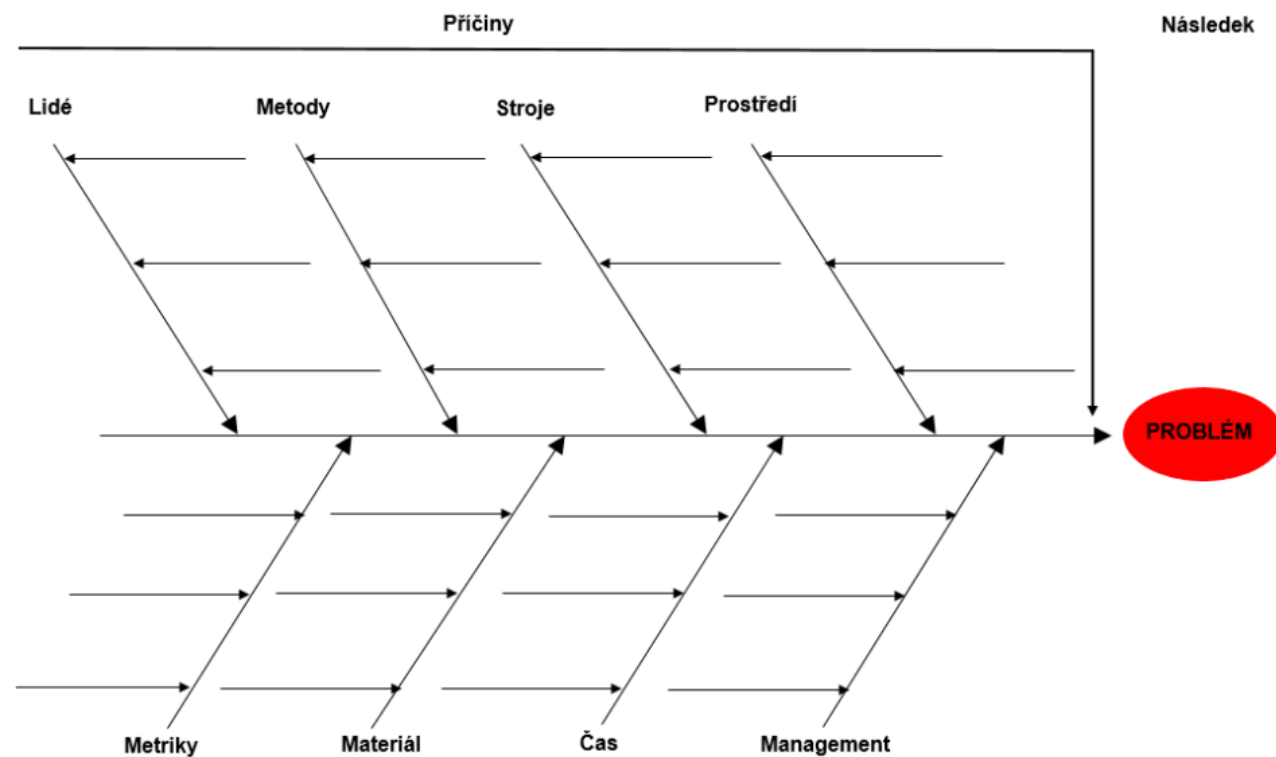 Příčiny
Následek
Lidé
Metody
Stroje
Prostředí
PROBLÉM
Metriky
Materiál
Čas
Management